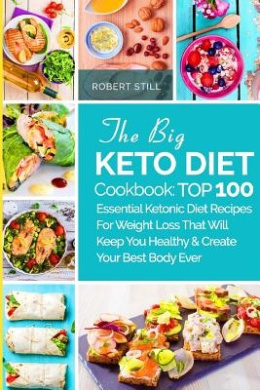 ROBERT STILL
The Big
KETO DIET
Cookbook: TOP 100
Essential Ketonic Diet Recipes
For Weight Loss That Will
Keep You Healthy & Create
Your Best Body Ever